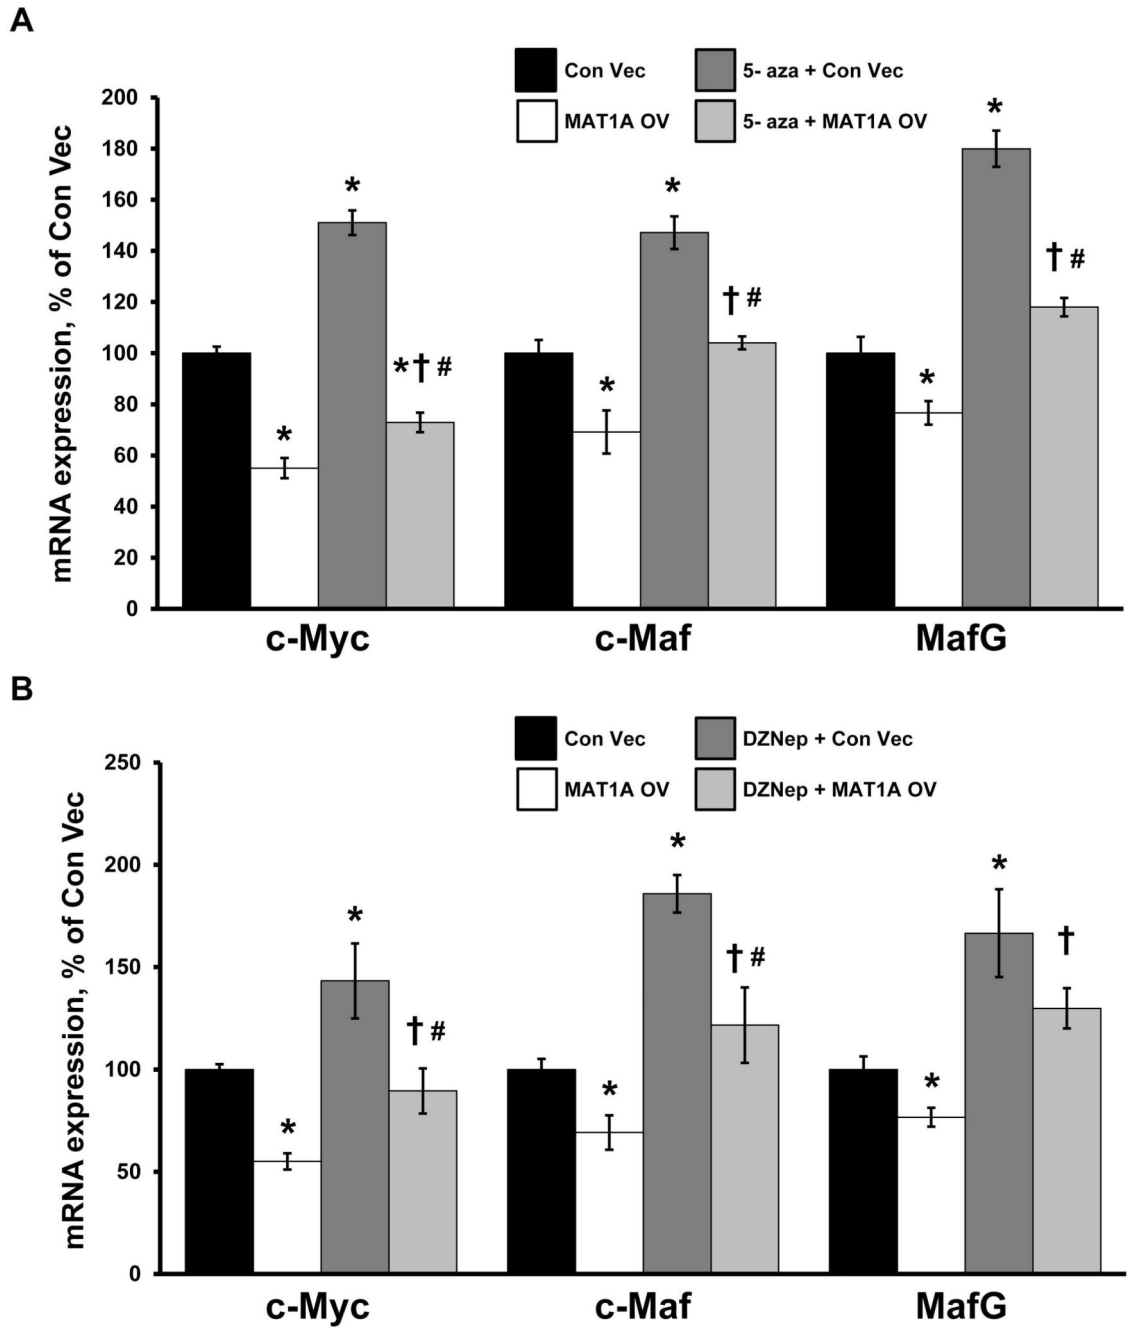 A
Con Vec
5- aza + Con Vec
MAT1A OV
5- aza + MAT1A OV
mRNA expression, % of Con Vec
200
180
160
140
120
100
80
60
40
20
0
*
*
*
*† #
*
*
† #
*
*
† #
c-Myc
c-Maf
MafG
B
Con Vec
DZNep + Con Vec
MAT1A OV
DZNep + MAT1A OV
mRNA expression, % of Con Vec
250
200
150
100
50
0
*
*
† #
*
*
† #
*
*
†
c-Myc
c-Maf
MafG